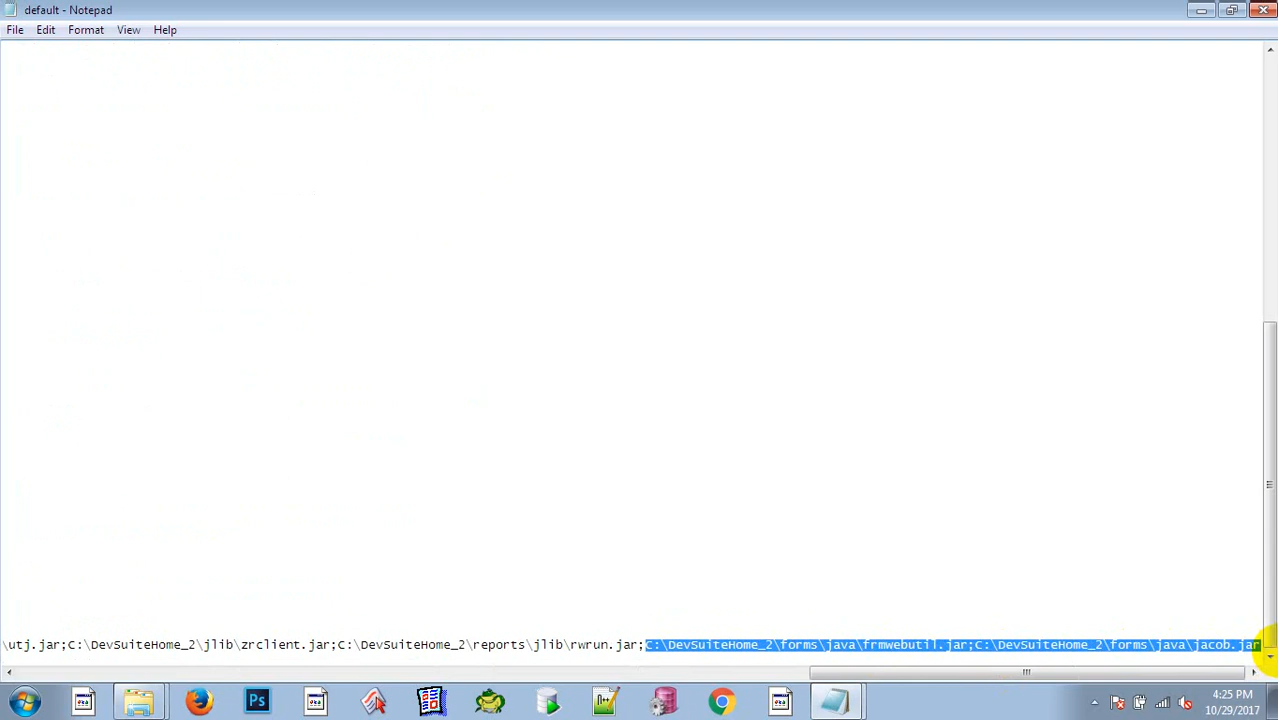 default - Notepad
File Edit Format View Help
\utj.jar;C:\DevSuiteHome_2\jlib\zrclient.jar;C:\DevSuiteHome_2\reports\jlib\rwrun.jar;C:\DevSuiteHome_2\forms\java\frmwebutil.jar;C:\DevSuiteHome_2\forms\java\jacob.jar
Ps
4:25 PM
10/29/2017